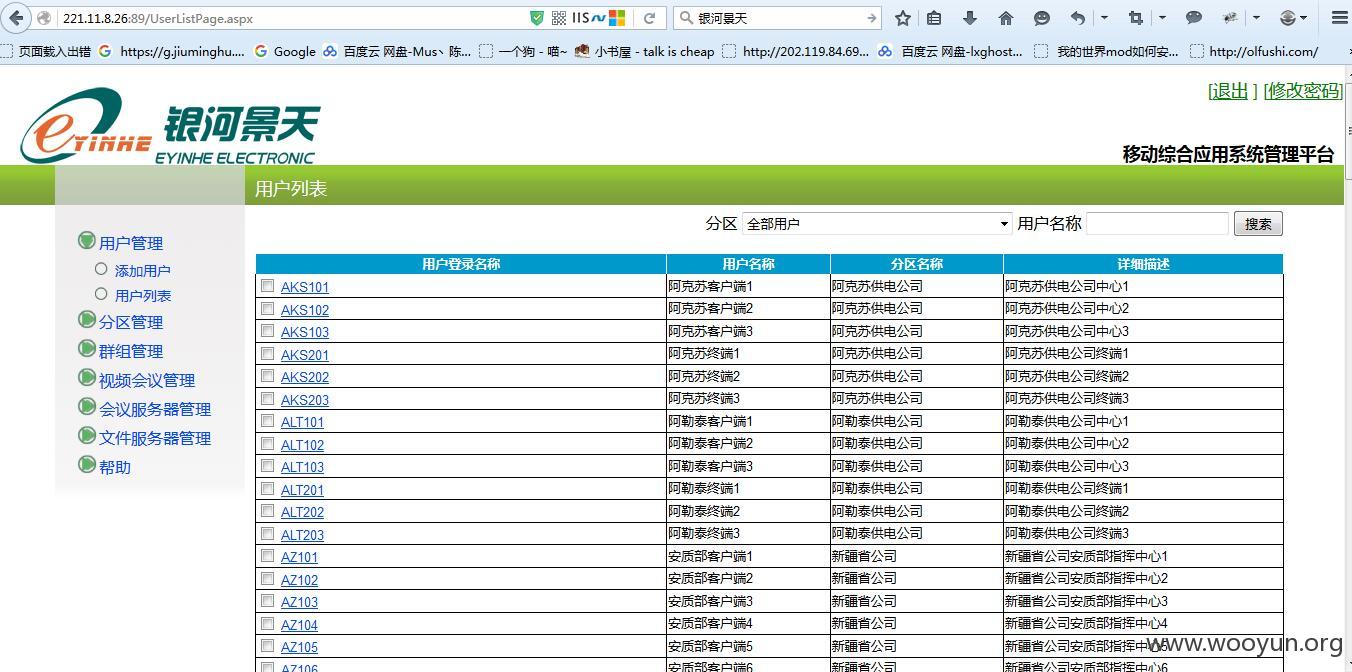 221.11.8.26:89/UserListPage.aspx
IIS
银河景天
页面载入出错 https://g.jiuminghu.... Google 百度云 网盘-Mus丶陈... 一个狗 - 喵~ 小书屋 - talk is cheap http://202.119.84.69... 百度云 网盘-lxghost... 我的世界mod如何安... http://olfushi.com/
[退出 ] [修改密码]
eYINHE 银河景天
EYINHE ELECTRONIC
移动综合应用系统管理平台
用户列表
分区 全部用户 用户名称 搜索
用户管理
添加用户
用户列表
分区管理
群组管理
视频会议管理
会议服务器管理
文件服务器管理
帮助
用户登录名称 用户名称 分区名称 详细描述
AKS101 阿克苏客户端1 阿克苏供电公司 阿克苏供电公司中心1
AKS102 阿克苏客户端2 阿克苏供电公司 阿克苏供电公司中心2
AKS103 阿克苏客户端3 阿克苏供电公司 阿克苏供电公司中心3
AKS201 阿克苏终端1 阿克苏供电公司 阿克苏供电公司终端1
AKS202 阿克苏终端2 阿克苏供电公司 阿克苏供电公司终端2
AKS203 阿克苏终端3 阿克苏供电公司 阿克苏供电公司终端3
ALT101 阿勒泰客户端1 阿勒泰供电公司 阿勒泰供电公司中心1
ALT102 阿勒泰客户端2 阿勒泰供电公司 阿勒泰供电公司中心2
ALT103 阿勒泰客户端3 阿勒泰供电公司 阿勒泰供电公司中心3
ALT201 阿勒泰终端1 阿勒泰供电公司 阿勒泰供电公司终端1
ALT202 阿勒泰终端2 阿勒泰供电公司 阿勒泰供电公司终端2
ALT203 阿勒泰终端3 阿勒泰供电公司 阿勒泰供电公司终端3
AZ101 安质部客户端1 新疆省公司 新疆省公司安质部指挥中心1
AZ102 安质部客户端2 新疆省公司 新疆省公司安质部指挥中心2
AZ103 安质部客户端3 新疆省公司 新疆省公司安质部指挥中心3
AZ104 安质部客户端4 新疆省公司 新疆省公司安质部指挥中心4
AZ105 安质部客户端5 新疆省公司 新疆省公司安质部指挥中心5
AZ106 安质部客户端6 新疆省公司 新疆省公司安质部指挥中心6
www.wooyun.org